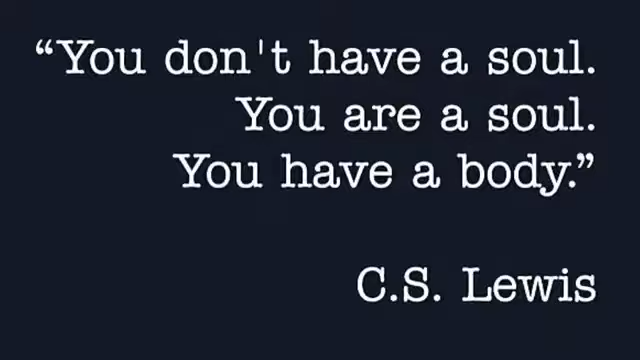 “You don't have a soul.
You are a soul.
You have a body.”
C.S. Lewis